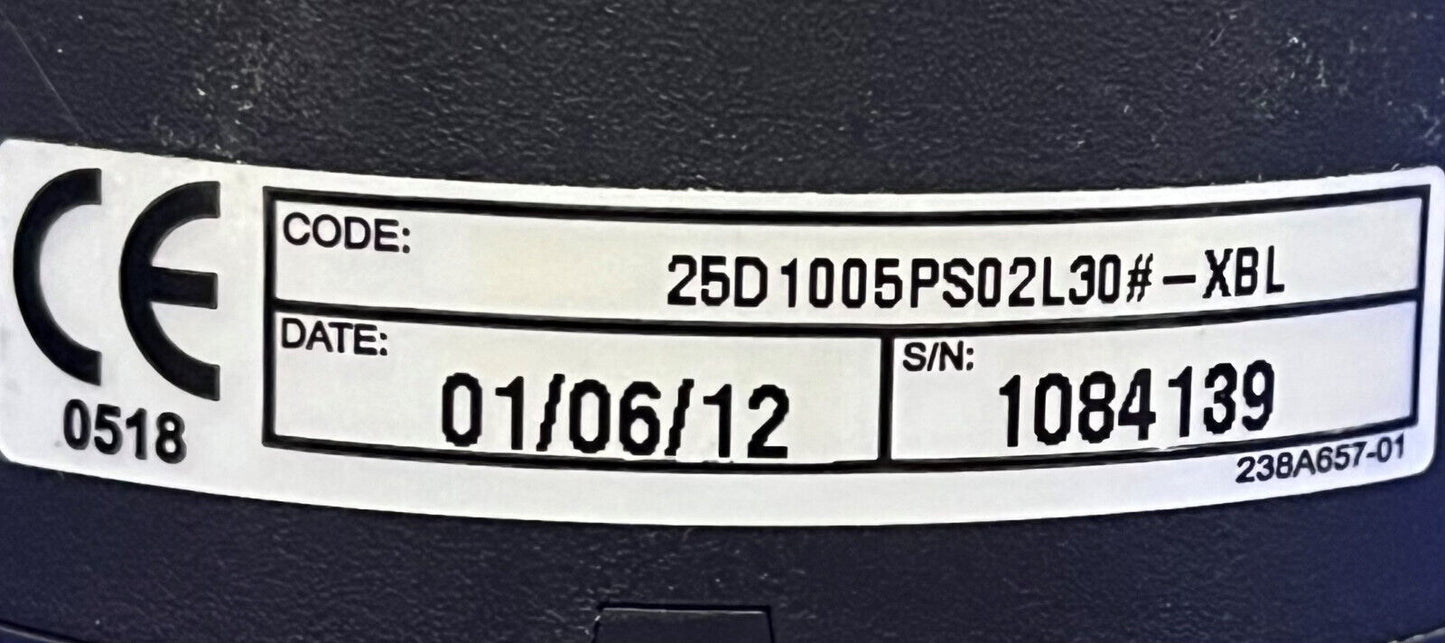 CE
0518
CODE:
25D1005PS02L30#-XBL
DATE:
01/06/12
S/N:
1084139
238A657-01